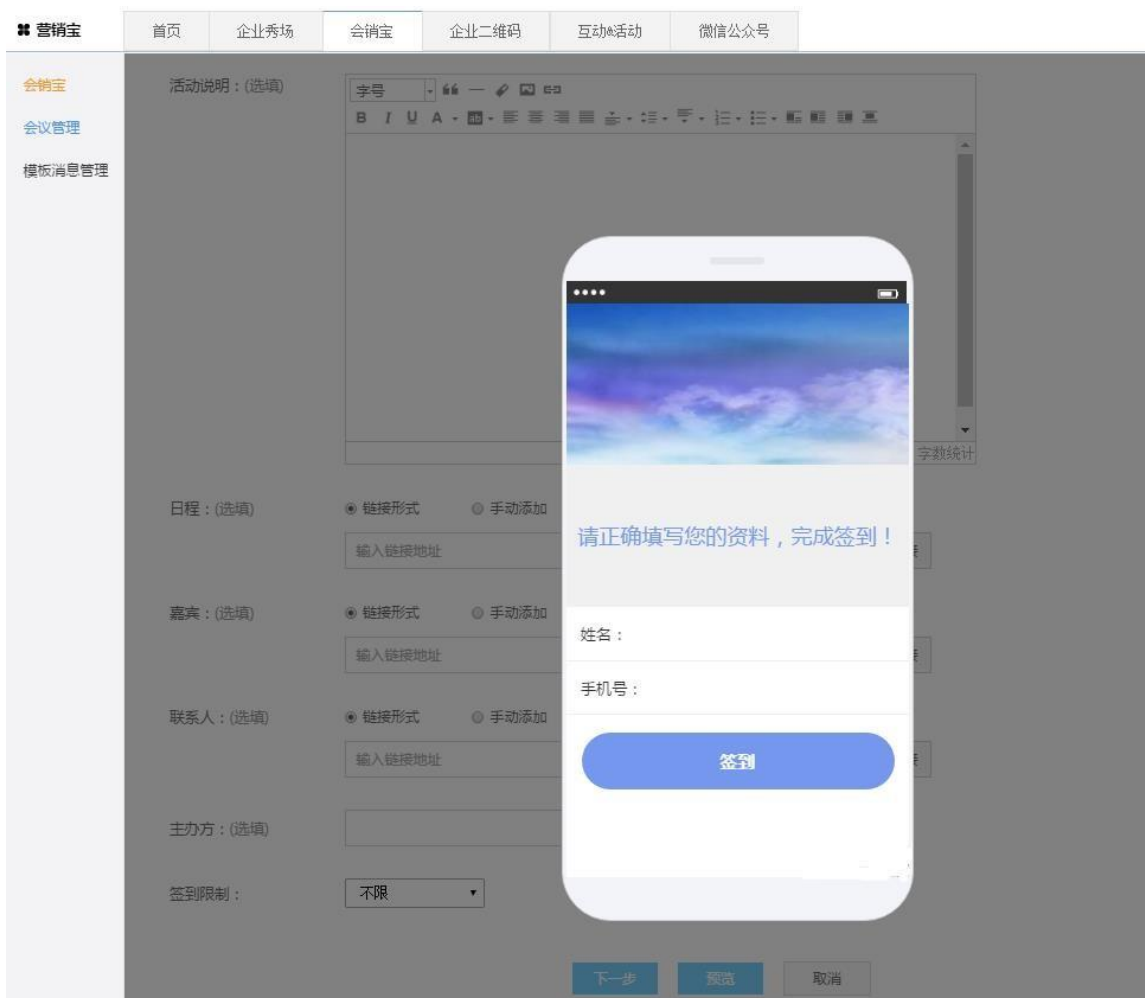 营销宝 首页 企业秀场 会销宝 企业二维码 互动&活动 微信公众号
会销宝
会议管理
模板消息管理
活动说明：(选填)
字号
B I U A ab
字数统计
日程：(选填) 链接形式 手动添加
输入链接地址
嘉宾：(选填) 链接形式 手动添加
输入链接地址
联系人：(选填) 链接形式 手动添加
输入链接地址
主办方：(选填)
签到限制： 不限
请正确填写您的资料，完成签到！
姓名：
手机号：
签到
下一步 预览 取消